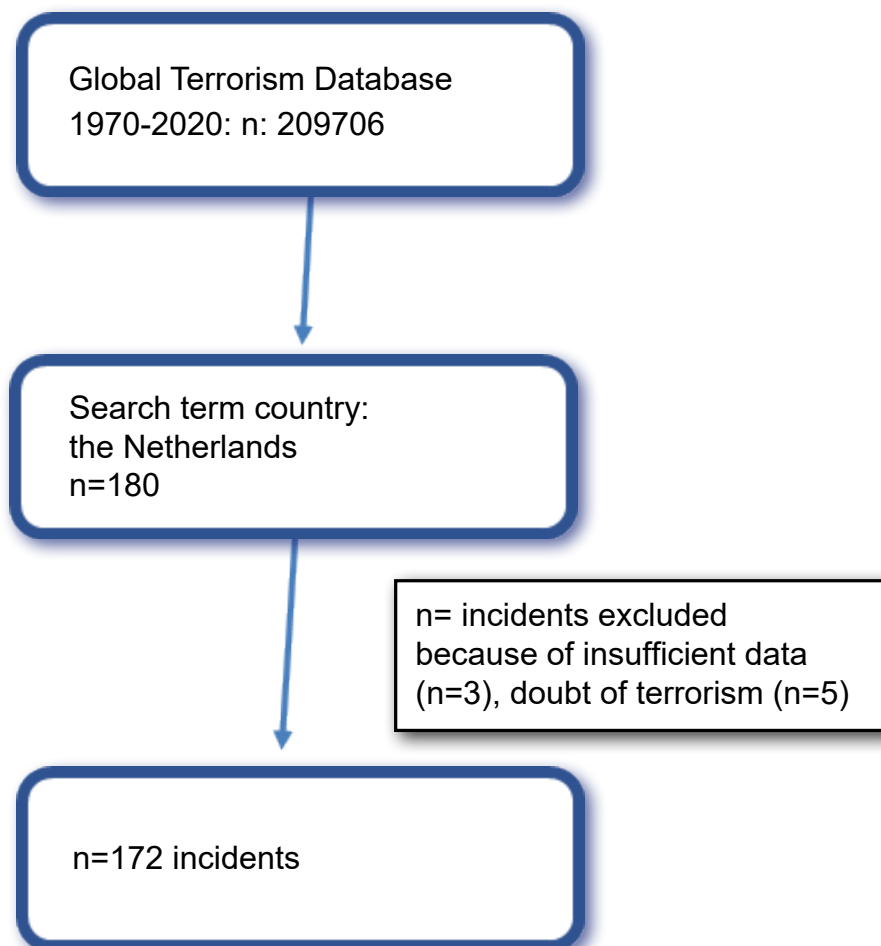 Global Terrorism Database
1970-2020: n: 209706
Search term country:
the Netherlands
n=180
n= incidents excluded
because of insufficient data
(n=3), doubt of terrorism (n=5)
n=172 incidents